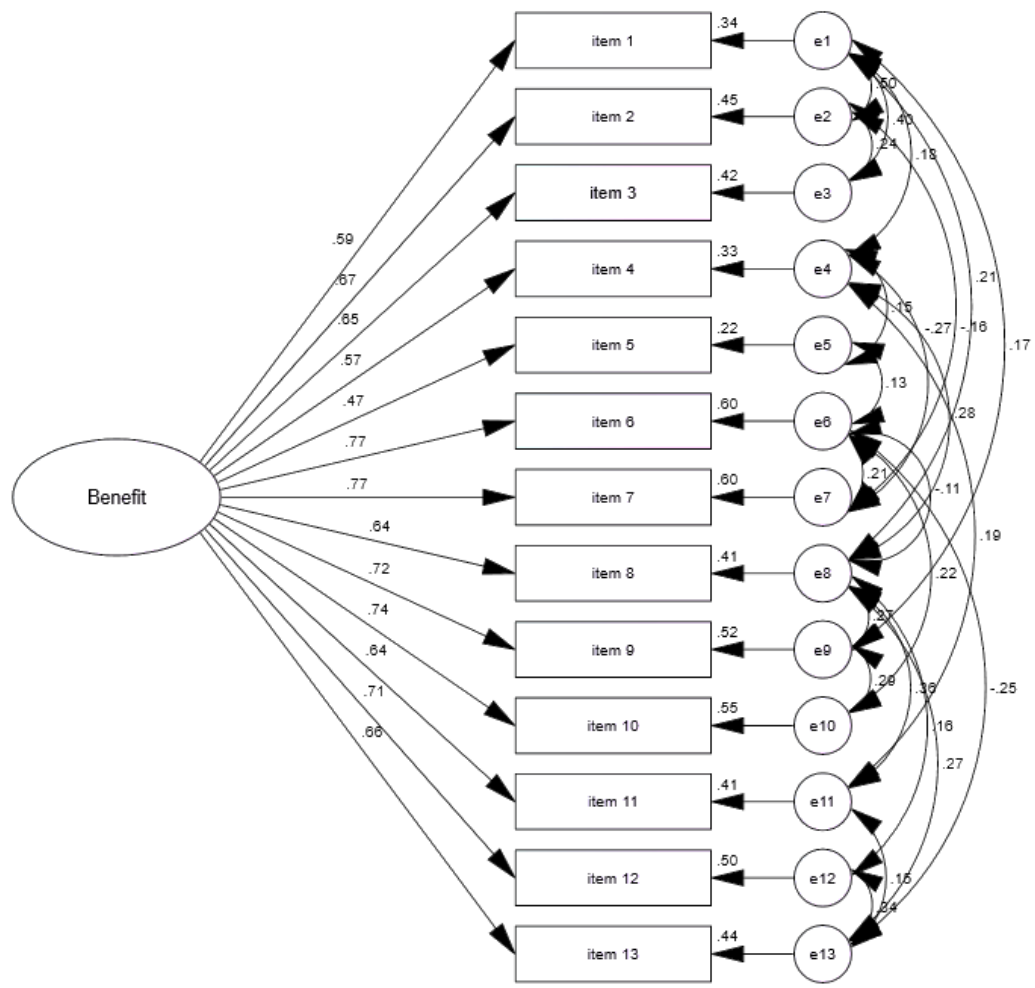 .34
item 1
e1
.50
.45
item 2
e2
.40
.24
.18
.42
item 3
e3
.59
.33
item 4
e4
.67
.21
.15
.65
.22
item 5
e5
-.27
-.16
.17
.57
.13
.47
.60
item 6
e6
.28
.77
.21
.60
item 7
e7
-.11
Benefit
.77
.64
.19
.41
item 8
e8
.22
.72
.74
.27
.52
item 9
e9
.64
.29
.36
-.25
.71
.55
item 10
e10
.16
.66
.27
.41
item 11
e11
.50
item 12
e12
.15
.44
item 13
e13